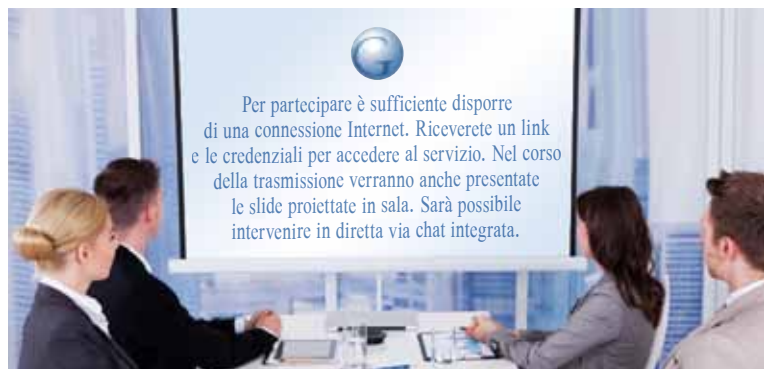 Per partecipare è sufficiente disporre
di una connessione Internet. Riceverete un link
e le credenziali per accedere al servizio. Nel corso
della trasmissione verranno anche presentate
le slide proiettate in sala. Sarà possibile
intervenire in diretta via chat integrata.